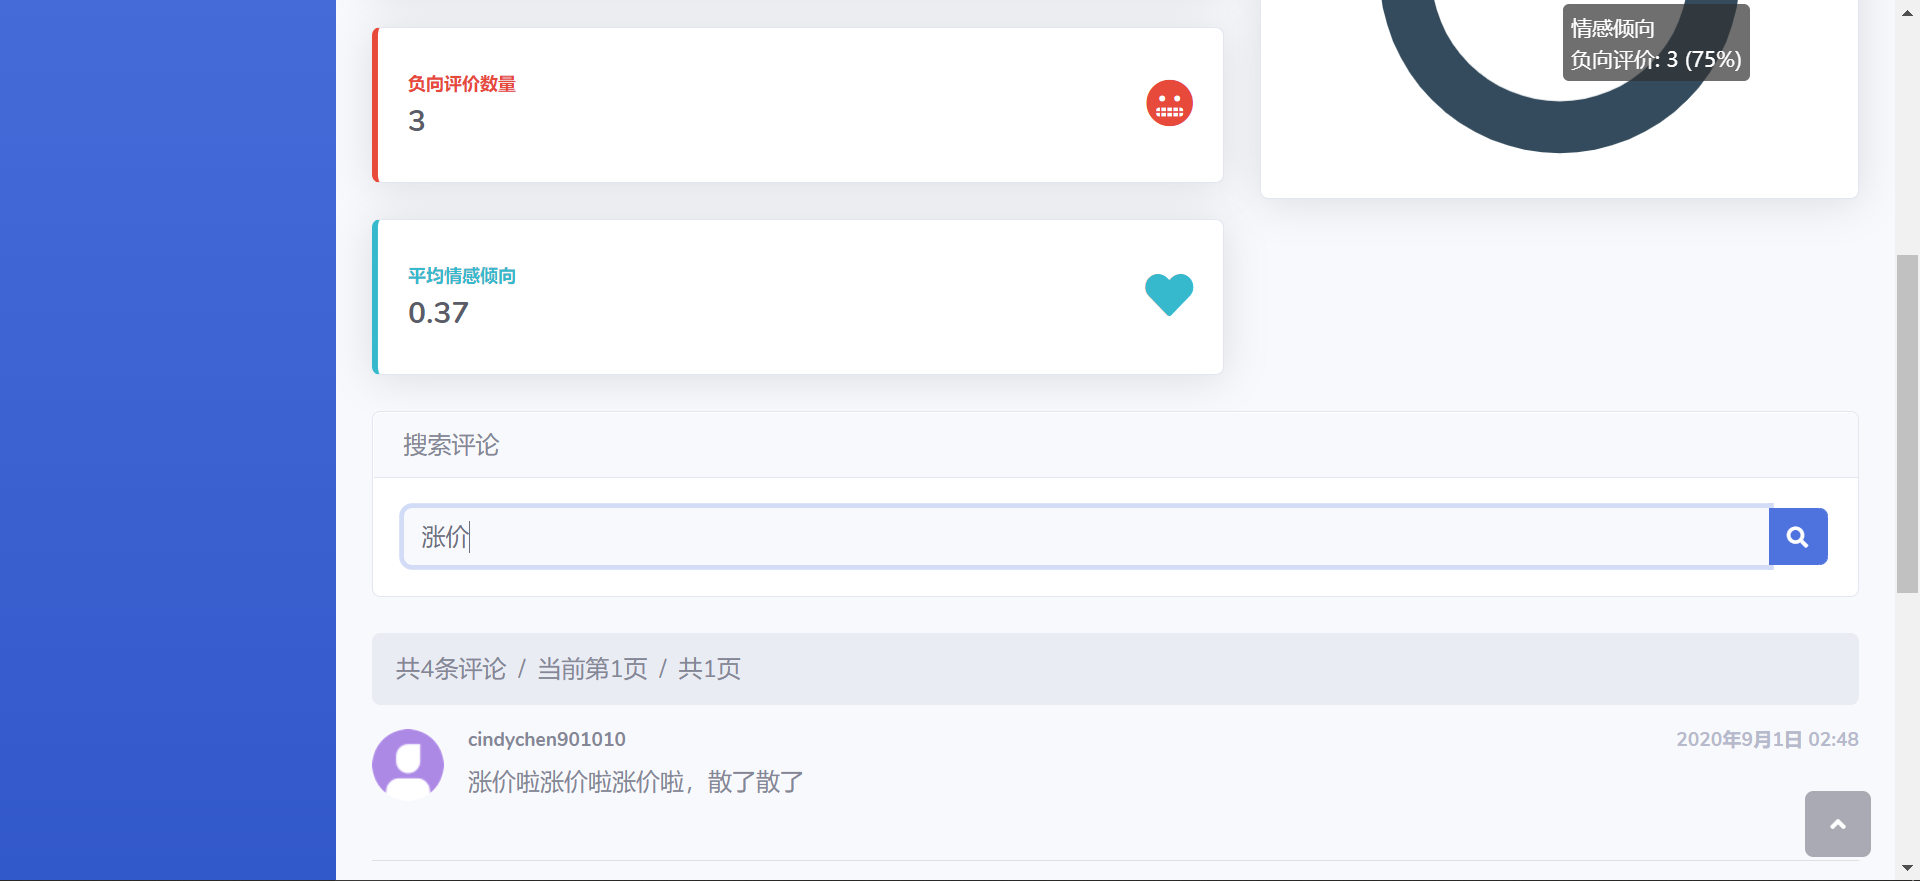 情感倾向
负向评价: 3 (75%)
负向评价数量
3
平均情感倾向
0.37
搜索评论
涨价
共4条评论 / 当前第1页 / 共1页
cindychen901010
2020年9月1日 02:48
涨价啦涨价啦涨价啦，散了散了